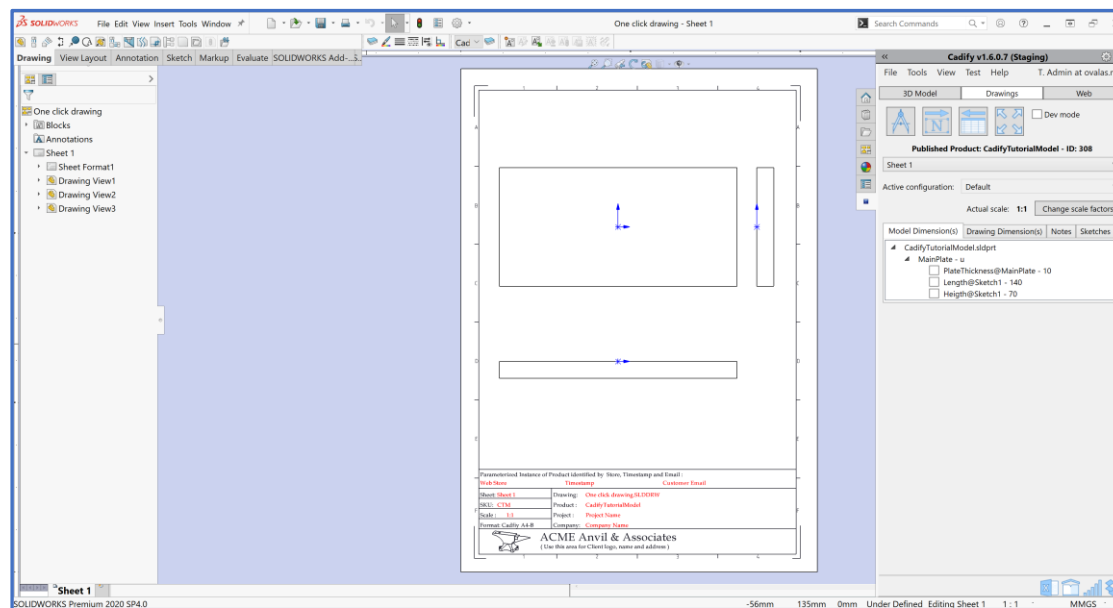 SOLIDWORKS File Edit View Insert Tools Window One click drawing - Sheet 1 Search Commands
Cad
Drawing View Layout Annotation Sketch Markup Evaluate SOLIDWORKS Add-...
One click drawing
Blocks
Annotations
Sheet 1
Sheet Format1
Drawing View1
Drawing View2
Drawing View3
A A
B B
C C
D D
E E
F F
Parameterised Instance of Product identified by Store, Timestamp and Email :
Web Store Timestamp Customer Email
Sheet: Sheet 1 Drawing: One click drawing.SLDDRW
SKU: CTM Product : CadifyTutorialModel
Scale : 1:1 Project : Project Name
Format: Cadfiy A4-B Company: Company Name
ACME Anvil & Associates
( Use this area for Client logo, name and address )
1 2 3 4
Cadify v1.6.0.7 (Staging)
File Tools View Test Help T. Admin at ovalas.n
3D Model Drawings Web
Dev mode
Published Product: CadifyTutorialModel - ID: 308
Sheet 1
Active configuration: Default
Actual scale: 1:1 Change scale factors
Model Dimension(s) Drawing Dimension(s) Notes Sketches
CadifyTutorialModel.sldprt
MainPlate - u
PlateThickness@MainPlate - 10
Length@Sketch1 - 140
Heigth@Sketch1 - 70
Sheet 1
SOLIDWORKS Premium 2020 SP4.0 -56mm 135mm 0mm Under Defined Editing Sheet 1 1 : 1 MMGS